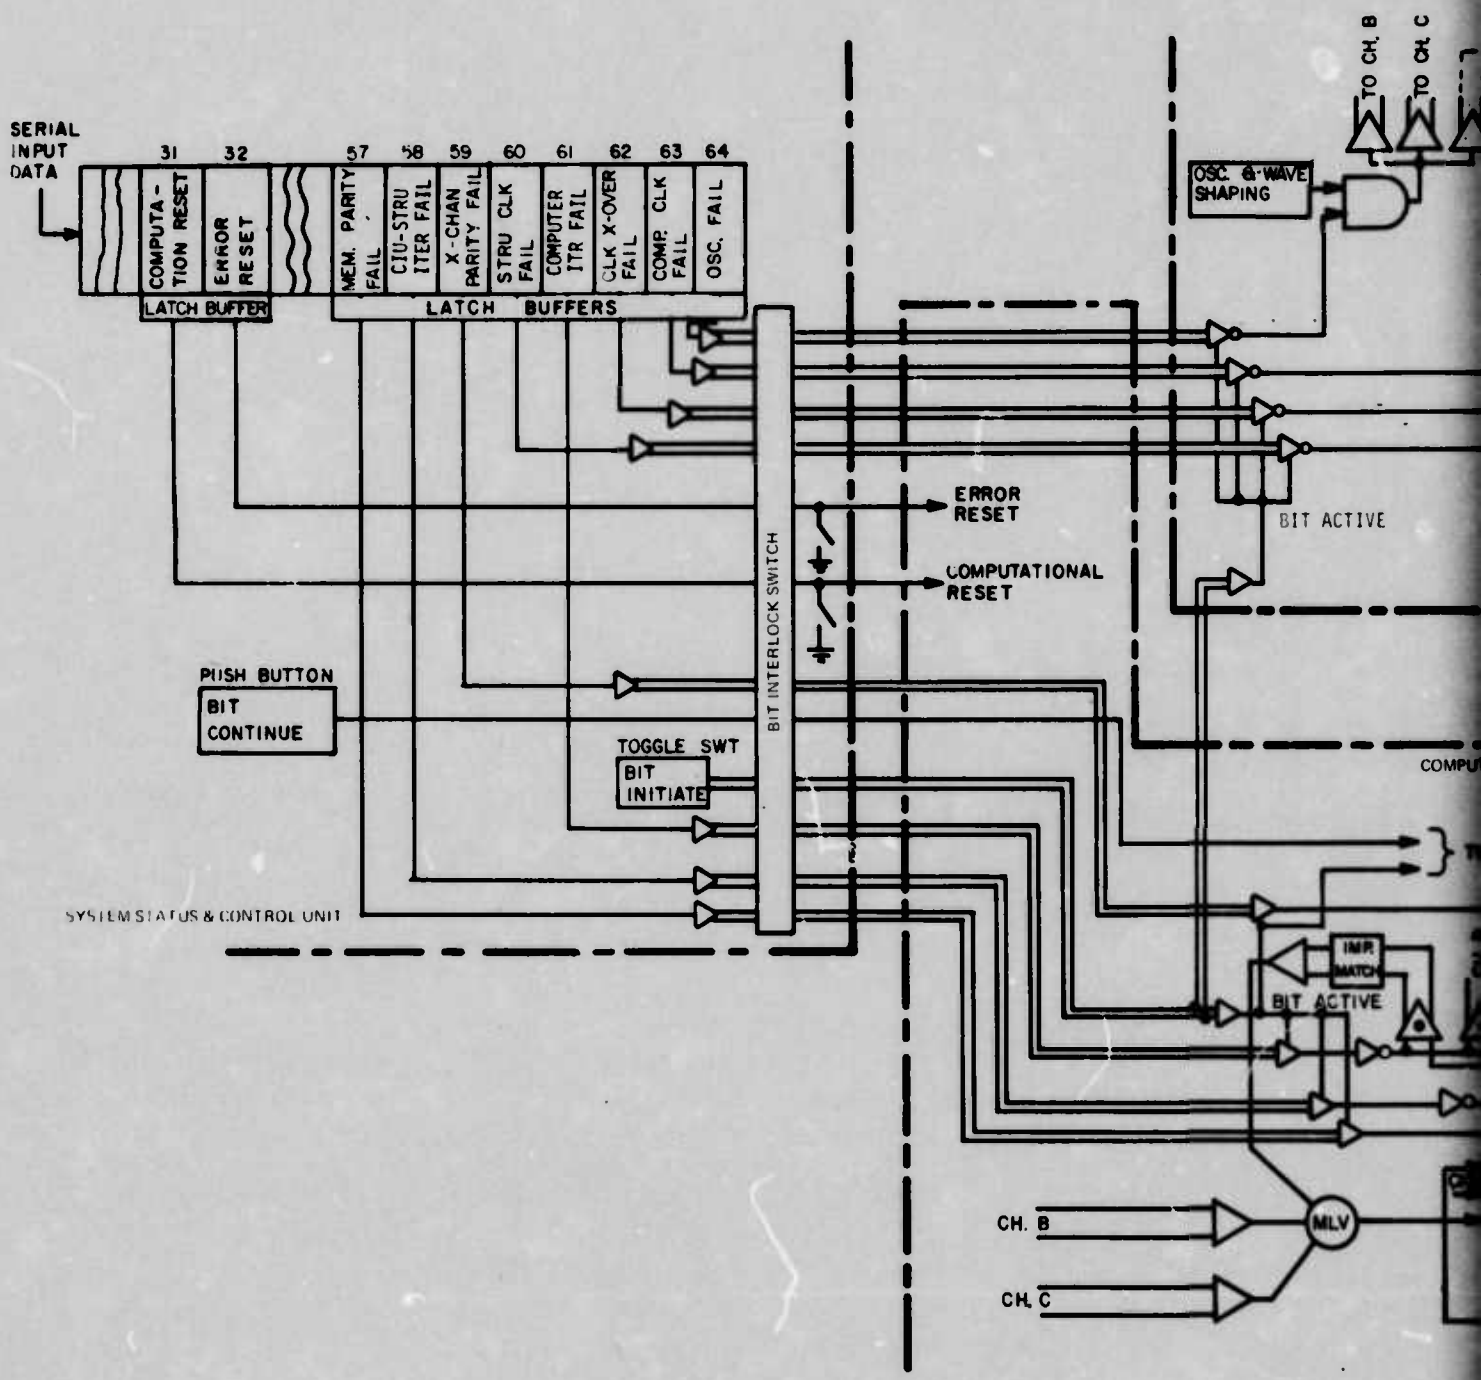 TO CH. B
TO CH. C
SERIAL
INPUT
DATA
31 32 57 58 59 60 61 62 63 64
COMPUTA-
TION RESET
ERROR
RESET
MEM. PARITY
FAIL
CIU-STRU
ITER FAIL
X-CHAN
PARITY FAIL
STRU CLK
FAIL
COMPUTER
ITR FAIL
CLK X-OVER
FAIL
COMP. CLK
FAIL
OSC. FAIL
LATCH BUFFER
LATCH BUFFERS
OSC. & WAVE
SHAPING
ERROR
RESET
BIT ACTIVE
BIT INTERLOCK SWITCH
COMPUTATIONAL
RESET
PUSH BUTTON
BIT
CONTINUE
TOGGLE SWT
BIT
INITIATE
COMPU
SYSTEM STATUS & CONTROL UNIT
IMP.
MATCH
BIT ACTIVE
CH. B
MLV
CH. C